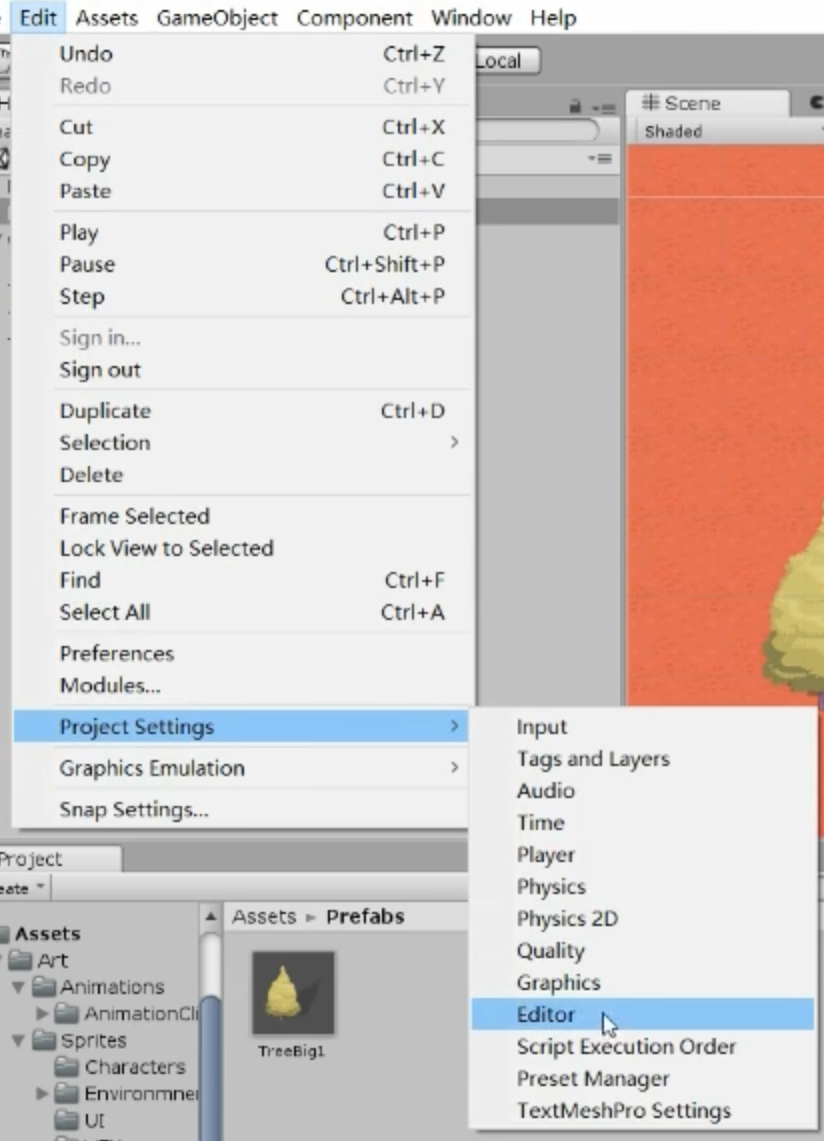 Edit Assets GameObject Component Window Help
Undo Ctrl+Z
Local
Redo Ctrl+Y
Scene
Cut Ctrl+X
Shaded
Copy Ctrl+C
Paste Ctrl+V
Play Ctrl+P
Pause Ctrl+Shift+P
Step Ctrl+Alt+P
Sign in...
Sign out
Duplicate Ctrl+D
Selection
Delete
Frame Selected
Lock View to Selected
Find Ctrl+F
Select All Ctrl+A
Preferences
Modules...
Project Settings
Graphics Emulation
Snap Settings...
Input
Tags and Layers
Audio
Time
Player
Physics
Physics 2D
Quality
Graphics
Editor
Script Execution Order
Preset Manager
TextMeshPro Settings
Project
eate
Assets ▸ Prefabs
Assets
Art
Animations
AnimationCli
Sprites
Characters
Environmne
UI
TreeBig1